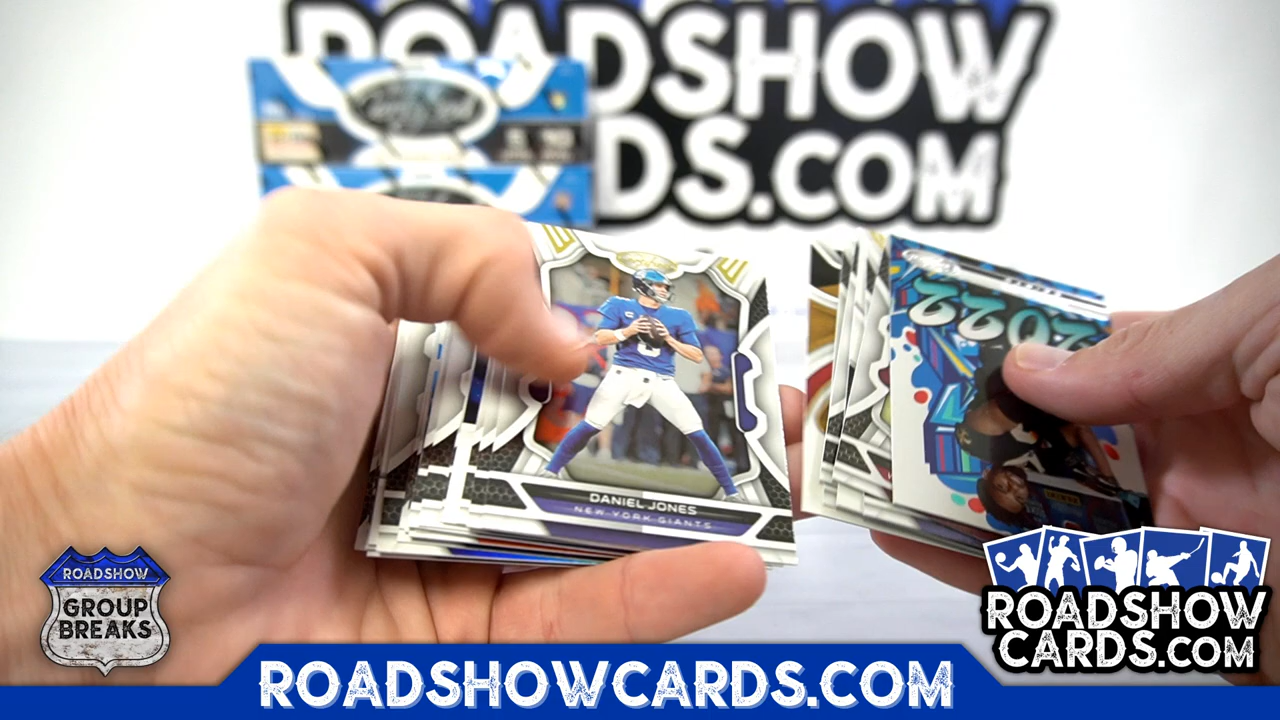 ROADSHOW
CARDS.COM
2022
DANIEL JONES
NEW YORK GIANTS
ROADSHOW
GROUP
BREAKS
ROADSHOW
CARDS.COM
ROADSHOWCARDS.COM